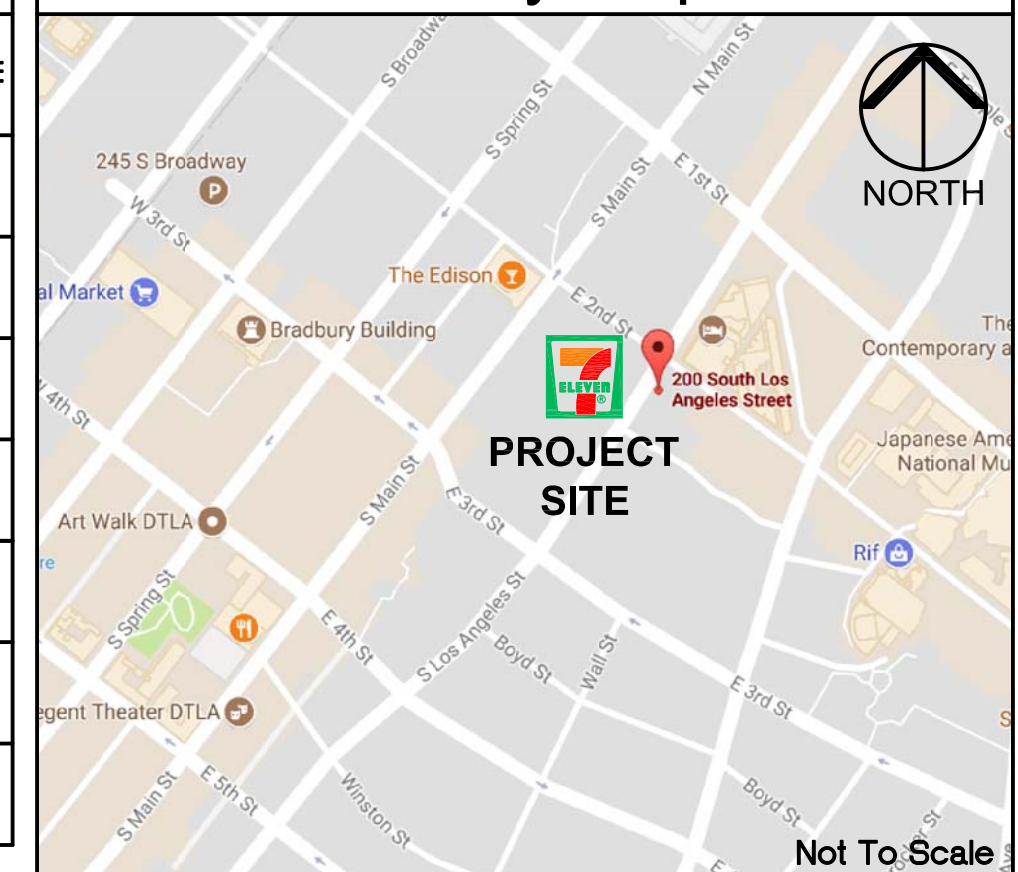 S Broadwa
N Main St
S Spring St
245 S Broadway
P
E 1st St
S Main St
NORTH
W 3rd St
The Edison
al Market
E 2nd St
Bradbury Building
The
Contemporary a
7
ELEVEN
®
200 South Los
Angeles Street
PROJECT
SITE
W 4th St
Japanese Ame
National Mu
S Main St
E 3rd St
Art Walk DTLA
Rif
re
S Spring St
E 4th St
S Los Angeles St
Boyd St
Wall St
E 3rd St
egent Theater DTLA
S
E 5th St
S Main St
Winston St
Boyd St
Not To Scale